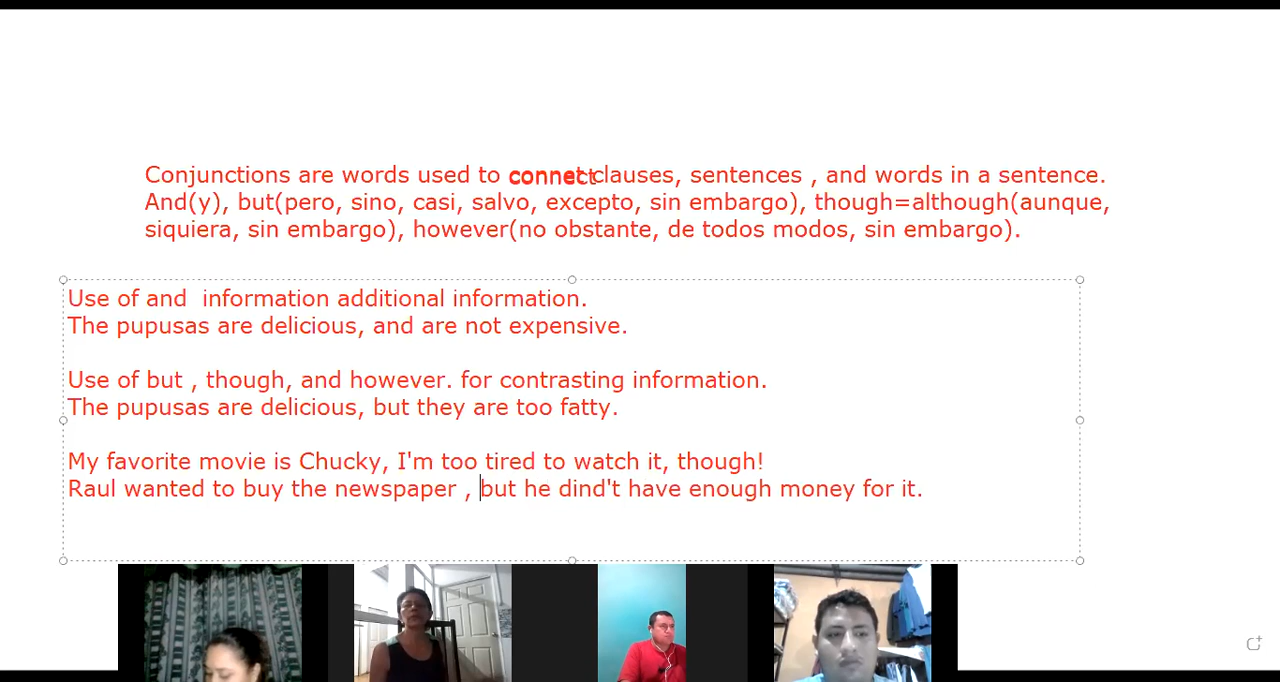 Conjunctions are words used to connect clauses, sentences , and words in a sentence.
And(y), but(pero, sino, casi, salvo, excepto, sin embargo), though=although(aunque,
siquiera, sin embargo), however(no obstante, de todos modos, sin embargo).
Use of and  information additional information.
The pupusas are delicious, and are not expensive.
Use of but , though, and however. for contrasting information.
The pupusas are delicious, but they are too fatty.
My favorite movie is Chucky, I'm too tired to watch it, though!
Raul wanted to buy the newspaper , but he dind't have enough money for it.